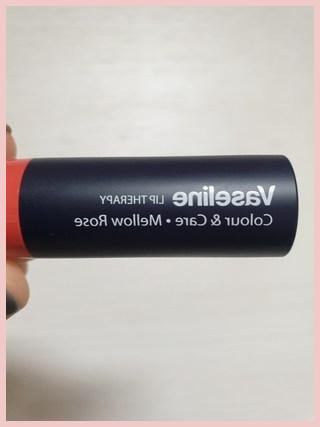 Vaseline LIP THERAPY
Colour & Care • Mellow Rose